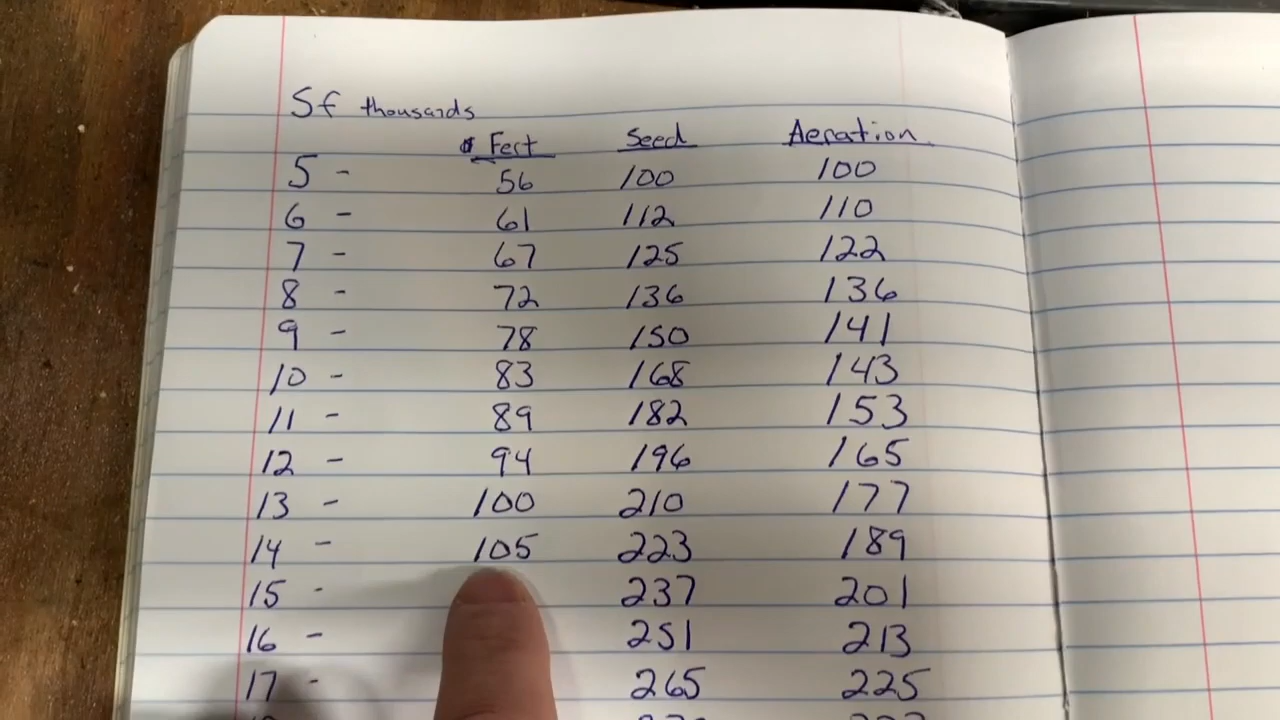 Sf thousands
$ Fert Seed Aeration
5 - 56 100 100
6 - 61 112 110
7 - 67 125 122
8 - 72 136 136
9 - 78 150 141
10 - 83 168 143
11 - 89 182 153
12 - 94 196 165
13 - 100 210 177
14 - 105 223 189
15 - 237 201
16 - 251 213
17 - 265 225